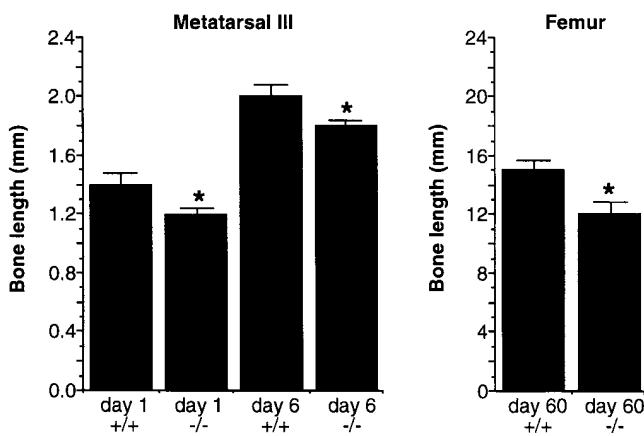 Metatarsal III
Bone length (mm)
2.4
2.0
1.6
1.2
0.8
0.4
0.0
*
*
day 1 day 1 day 6 day 6
+/+ -/- +/+ -/-
Femur
Bone length (mm)
24
20
16
12
8
4
0
*
day 60 day 60
+/+ -/-